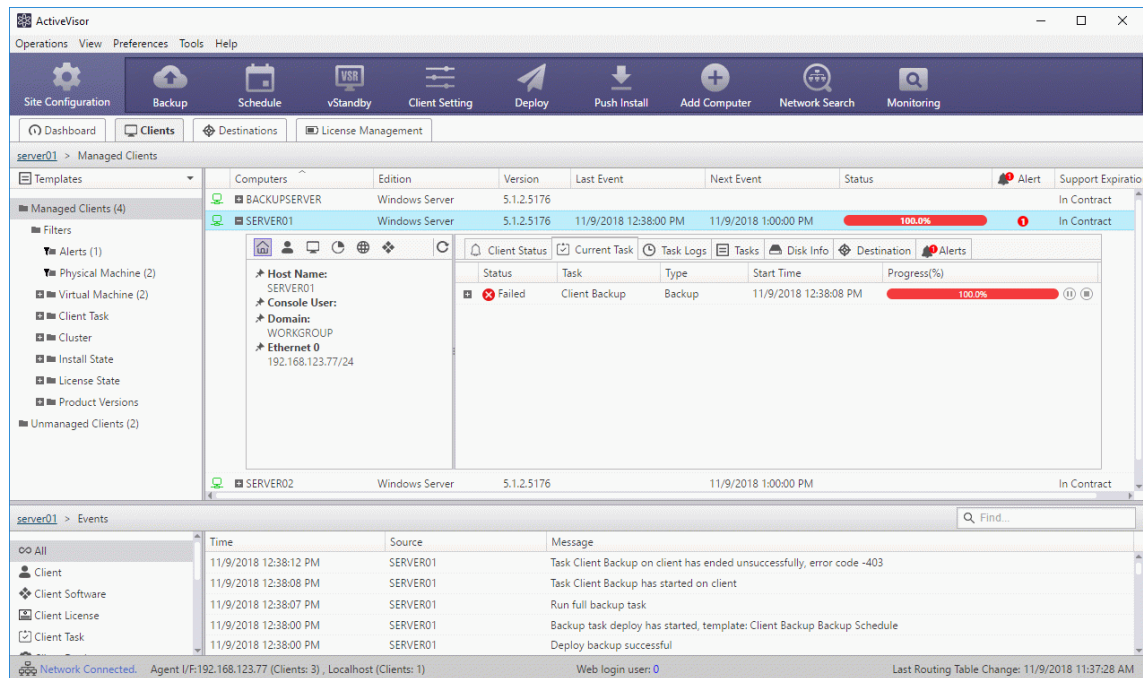 ActiveVisor
Operations View Preferences Tools Help
VSR
Site Configuration Backup Schedule vStandby Client Setting Deploy Push Install Add Computer Network Search Monitoring
Dashboard Clients Destinations License Management
server01 > Managed Clients
Templates Computers Edition Version Last Event Next Event Status Alert Support Expiratio
Managed Clients (4)
Filters
Alerts (1)
Physical Machine (2)
Virtual Machine (2)
Client Task
Cluster
Install State
License State
Product Versions
Unmanaged Clients (2)
BACKUPSERVER Windows Server 5.1.2.5176 In Contract
SERVER01 Windows Server 5.1.2.5176 11/9/2018 12:38:00 PM 11/9/2018 1:00:00 PM 100.0% 1 In Contract
Host Name:
SERVER01
Console User:
Domain:
WORKGROUP
Ethernet 0
192.168.123.77/24
Client Status Current Task Task Logs Tasks Disk Info Destination Alerts
Status Task Type Start Time Progress(%)
Failed Client Backup Backup 11/9/2018 12:38:08 PM 100.0%
SERVER02 Windows Server 5.1.2.5176 11/9/2018 1:00:00 PM In Contract
server01 > Events Find...
All
Client
Client Software
Client License
Client Task
Time Source Message
11/9/2018 12:38:12 PM SERVER01 Task Client Backup on client has ended unsuccessfully, error code -403
11/9/2018 12:38:08 PM SERVER01 Task Client Backup has started on client
11/9/2018 12:38:07 PM SERVER01 Run full backup task
11/9/2018 12:38:00 PM SERVER01 Backup task deploy has started, template: Client Backup Backup Schedule
11/9/2018 12:38:00 PM SERVER01 Deploy backup successful
Network Connected. Agent I/F:192.168.123.77 (Clients: 3) , Localhost (Clients: 1) Web login user: 0 Last Routing Table Change: 11/9/2018 11:37:28 AM